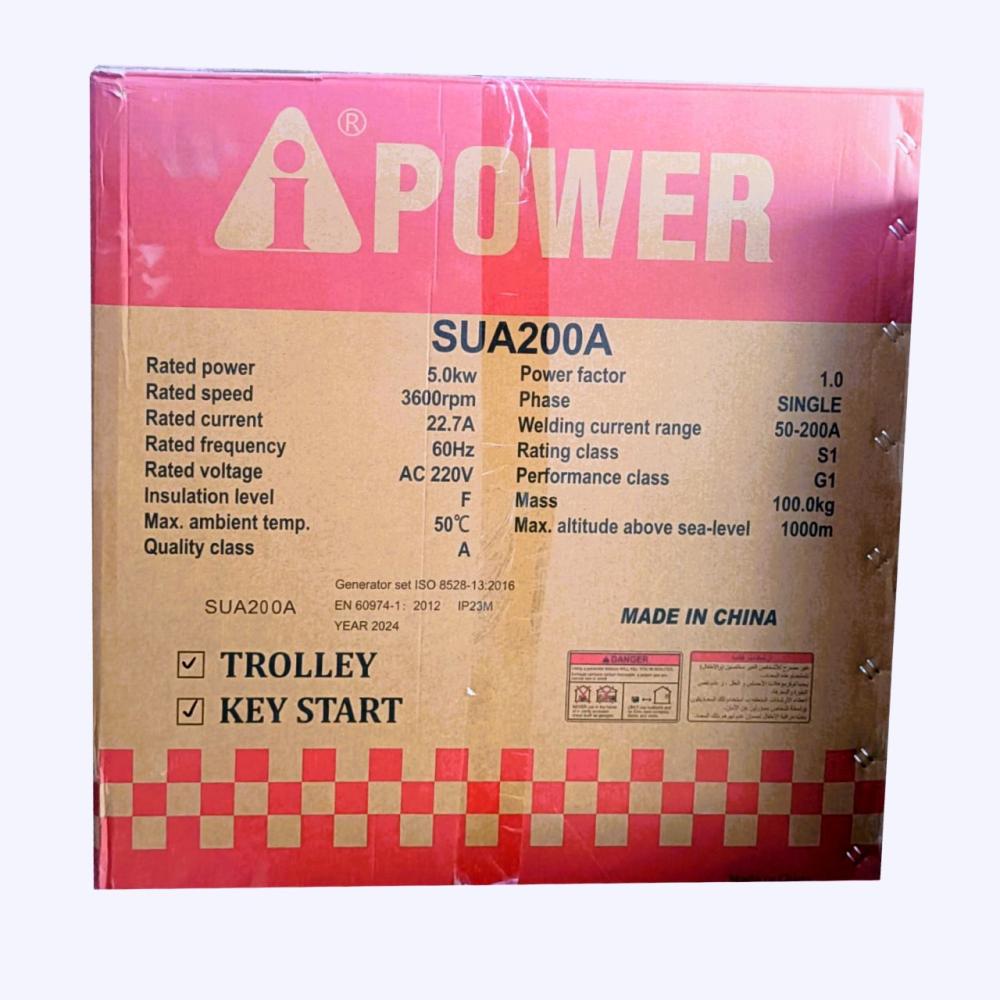 i® POWER
SUA200A
Rated power 5.0kw
Rated speed 3600rpm
Rated current 22.7A
Rated frequency 60Hz
Rated voltage AC 220V
Insulation level F
Max. ambient temp. 50℃
Quality class A
Power factor 1.0
Phase SINGLE
Welding current range 50-200A
Rating class S1
Performance class G1
Mass 100.0kg
Max. altitude above sea-level 1000m
Generator set ISO 8528-13:2016
SUA200A EN 60974-1: 2012 IP23M
YEAR 2024
MADE IN CHINA
☑ TROLLEY
☑ KEY START
DANGER